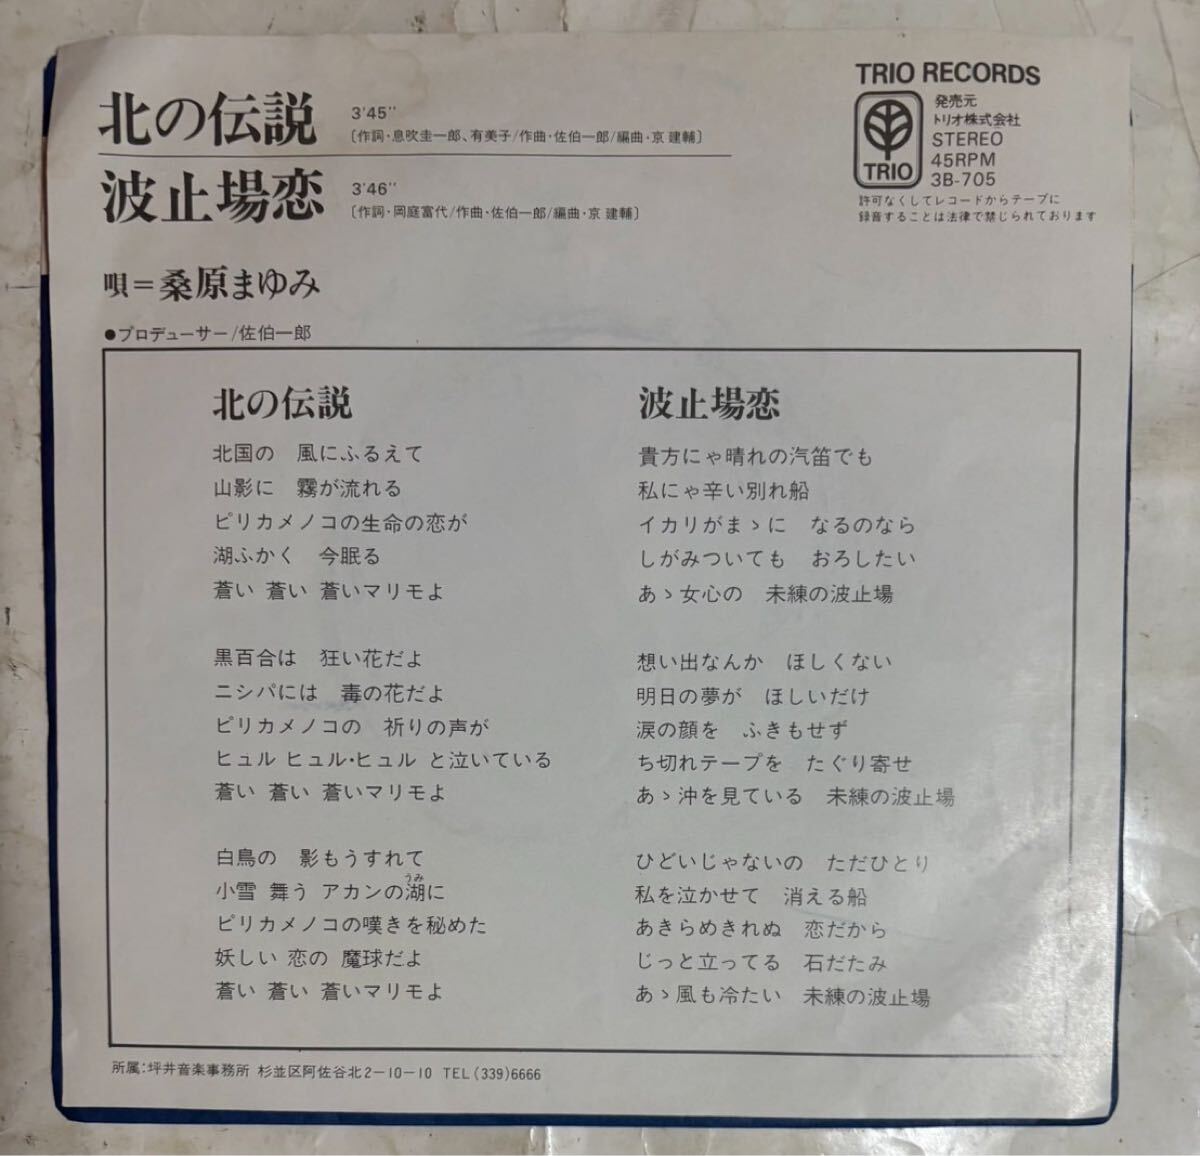 北の伝説 3'45''
〔作詞・息吹圭一郎、有美子/作曲・佐伯一郎/編曲・京 建輔〕
波止場恋 3'46''
〔作詞・岡庭富代/作曲・佐伯一郎/編曲・京 建輔〕
唄=桑原まゆみ
●プロデューサー/佐伯一郎
TRIO RECORDS
TRIO
発売元
トリオ株式会社
STEREO
45RPM
3B-705
許可なくしてレコードからテープに
録音することは法律で禁じられております
北の伝説
北国の 風にふるえて
山影に 霧が流れる
ピリカメノコの生命の恋が
湖ふかく 今眠る
蒼い 蒼い 蒼いマリモよ
黒百合は 狂い花だよ
ニシパには 毒の花だよ
ピリカメノコの 祈りの声が
ヒュル ヒュル・ヒュル と泣いている
蒼い 蒼い 蒼いマリモよ
白鳥の 影もうすれて
小雪 舞う アカンの湖に
うみ
ピリカメノコの嘆きを秘めた
妖しい 恋の 魔球だよ
蒼い 蒼い 蒼いマリモよ
波止場恋
貴方にゃ晴れの汽笛でも
私にゃ辛い別れ船
イカリがまゝに なるのなら
しがみついても おろしたい
あゝ女心の 未練の波止場
想い出なんか ほしくない
明日の夢が ほしいだけ
涙の顔を ふきもせず
ち切れテープを たぐり寄せ
あゝ沖を見ている 未練の波止場
ひどいじゃないの ただひとり
私を泣かせて 消える船
あきらめきれぬ 恋だから
じっと立ってる 石だたみ
あゝ風も冷たい 未練の波止場
所属:坪井音楽事務所 杉並区阿佐谷北2-10-10 TEL(339)6666